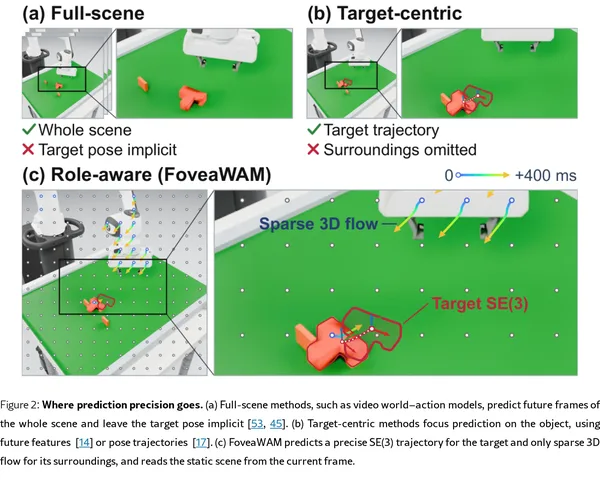 (a) Full-scene
(b) Target-centric
✓ Whole scene
✗ Target pose implicit
✓ Target trajectory
✗ Surroundings omitted
(c) Role-aware (FoveaWAM)
0 +400 ms
Sparse 3D flow
Target SE(3)
Figure 2: Where prediction precision goes. (a) Full-scene methods, such as video world–action models, predict future frames of
the whole scene and leave the target pose implicit [53, 45]. (b) Target-centric methods focus prediction on the object, using
future features [14] or pose trajectories [17]. (c) FoveaWAM predicts a precise SE(3) trajectory for the target and only sparse 3D
flow for its surroundings, and reads the static scene from the current frame.